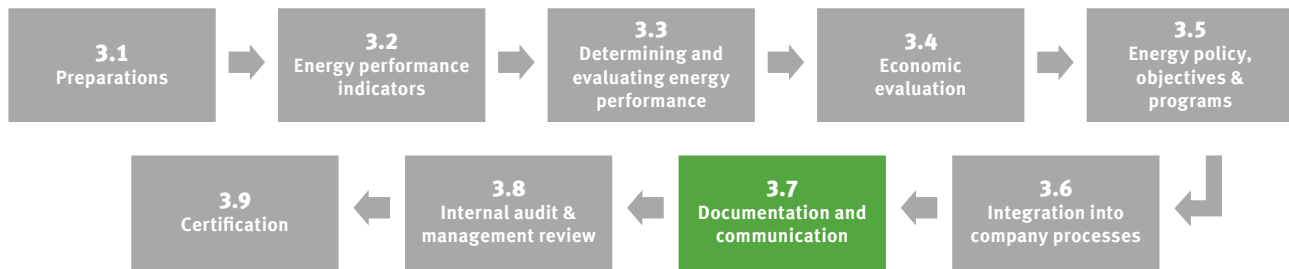 3.1
Preparations
3.2
Energy performance
indicators
3.3
Determining and
evaluating energy
performance
3.4
Economic
evaluation
3.5
Energy policy,
objectives &
programs
3.6
Integration into
company processes
3.7
Documentation and
communication
3.8
Internal audit &
management review
3.9
Certification